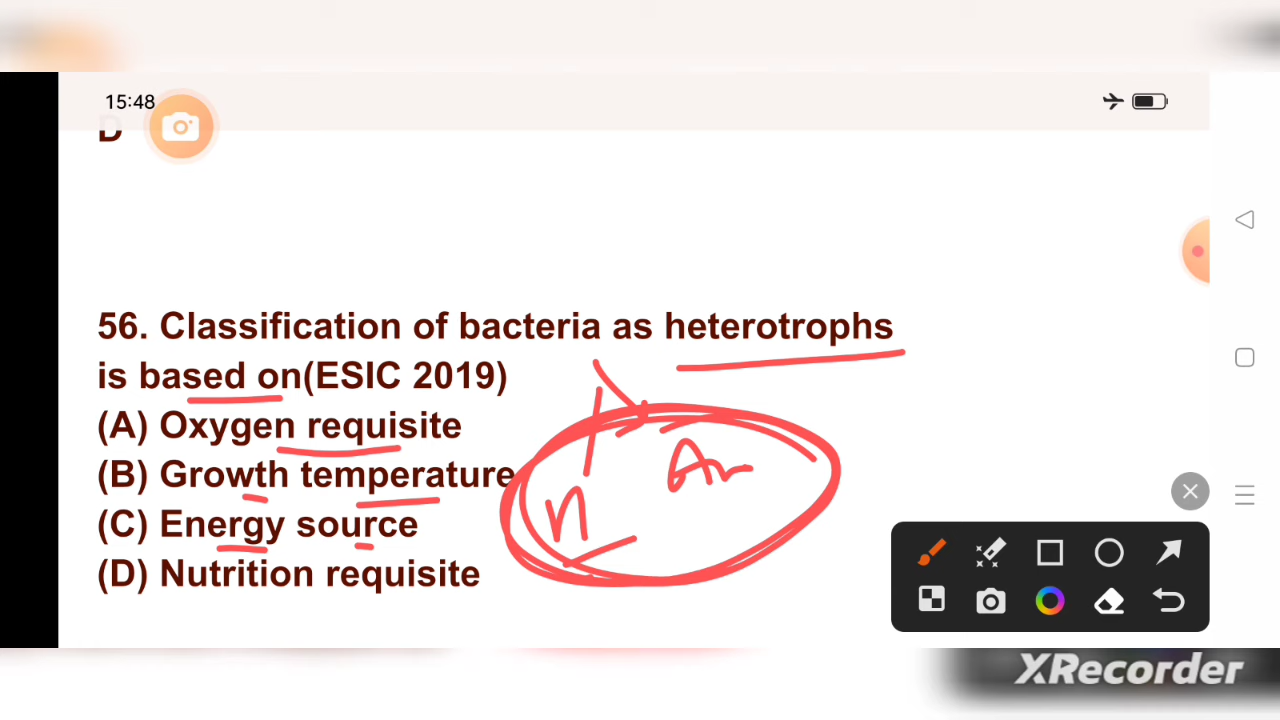 15:48
D
56. Classification of bacteria as heterotrophs
is based on(ESIC 2019)
(A) Oxygen requisite
(B) Growth temperature
(C) Energy source
(D) Nutrition requisite
XRecorder